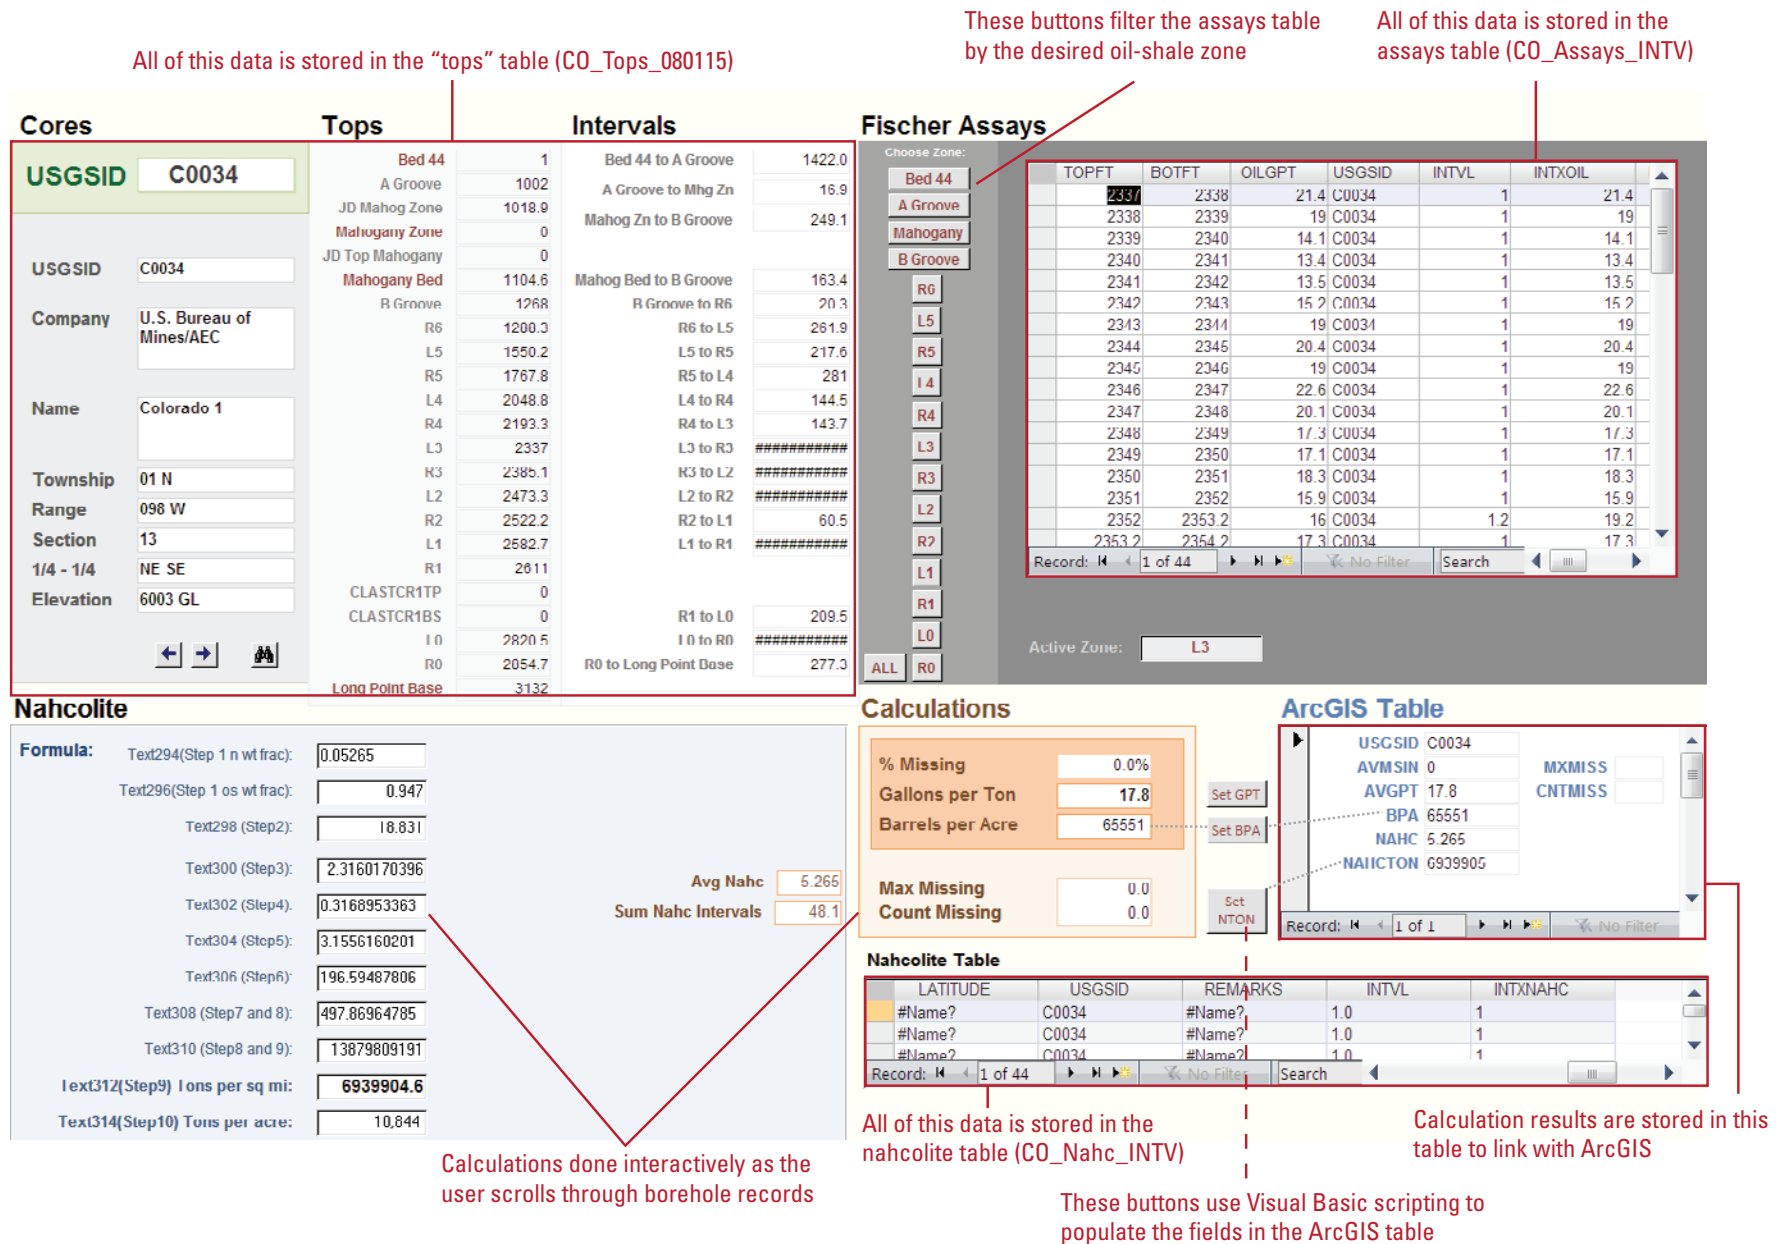 These buttons filter the assays table
by the desired oil-shale zone
All of this data is stored in the
assays table (CO_Assays_INTV)
All of this data is stored in the “tops” table (CO_Tops_080115)
Cores
Tops
Intervals
Fischer Assays
USGSID C0034
USGSID C0034
Company U.S. Bureau of
Mines/AEC
Name Colorado 1
Township 01 N
Range 098 W
Section 13
1/4 - 1/4 NE SE
Elevation 6003 GL
Bed 44 1
A Groove 1002
JD Mahog Zone 1018.9
Mahogany Zone 0
JD Top Mahogany 0
Mahogany Bed 1104.6
B Groove 1268
R6 1288.3
L5 1550.2
R5 1767.8
L4 2048.8
R4 2193.3
L3 2337
R3 2385.1
L2 2473.3
R2 2522.2
L1 2582.7
R1 2611
CLASTCR1TP 0
CLASTCR1BS 0
L0 2820.5
R0 2854.7
Long Point Base 3132
Bed 44 to A Groove 1422.0
A Groove to Mhg Zn 16.9
Mahog Zn to B Groove 249.1
Mahog Bed to B Groove 163.4
B Groove to R6 20.3
R6 to L5 261.9
L5 to R5 217.6
R5 to L4 281
L4 to R4 144.5
R4 to L3 143.7
L3 to R3 ###########
R3 to L2 ###########
L2 to R2 ###########
R2 to L1 60.5
L1 to R1 ###########
R1 to L0 209.5
L0 to R0 ###########
R0 to Long Point Base 277.3
Choose Zone:
Bed 44
A Groove
Mahogany
B Groove
R6
L5
R5
L4
R4
L3
R3
L2
R2
L1
R1
L0
ALL R0
TOPFT BOTFT OILGPT USGSID INTVL INTXOIL
2337 2338 21.4 C0034 1 21.4
2338 2339 19 C0034 1 19
2339 2340 14.1 C0034 1 14.1
2340 2341 13.4 C0034 1 13.4
2341 2342 13.5 C0034 1 13.5
2342 2343 15.2 C0034 1 15.2
2343 2344 19 C0034 1 19
2344 2345 20.4 C0034 1 20.4
2345 2346 19 C0034 1 19
2346 2347 22.6 C0034 1 22.6
2347 2348 20.1 C0034 1 20.1
2348 2349 17.3 C0034 1 17.3
2349 2350 17.1 C0034 1 17.1
2350 2351 18.3 C0034 1 18.3
2351 2352 15.9 C0034 1 15.9
2352 2353.2 16 C0034 1.2 19.2
2353.2 2354.2 17.3 C0034 1 17.3
Record: 1 of 44 No Filter Search
Active Zone: L3
Nahcolite
Formula:
Text294(Step 1 n wt frac): 0.05265
Text296(Step 1 os wt frac): 0.947
Text298 (Step2): 18.831
Text300 (Step3): 2.3160170396
Text302 (Step4): 0.3168953363
Text304 (Step5): 3.1556160201
Text306 (Step6): 196.59487806
Text308 (Step7 and 8): 497.86964785
Text310 (Step8 and 9): 13879809191
Text312(Step9) Tons per sq mi: 6939904.6
Text314(Step10) Tons per acre: 10,844
Avg Nahc 5.265
Sum Nahc Intervals 48.1
Calculations
% Missing 0.0%
Gallons per Ton 17.8
Barrels per Acre 65551
Max Missing 0.0
Count Missing 0.0
Set GPT
Set BPA
Set
NTON
ArcGIS Table
USGSID C0034
AVMSIN 0 MXMISS
AVGPT 17.8 CNTMISS
BPA 65551
NAHC 5.265
NAHCTON 6939905
Record: 1 of 1 No Filter
Nahcolite Table
LATITUDE USGSID REMARKS INTVL INTXNAHC
#Name? C0034 #Name? 1.0 1
#Name? C0034 #Name? 1.0 1
#Name? C0034 #Name? 1.0 1
Record: 1 of 44 No Filter Search
All of this data is stored in the
nahcolite table (CO_Nahc_INTV)
Calculation results are stored in this
table to link with ArcGIS
Calculations done interactively as the
user scrolls through borehole records
These buttons use Visual Basic scripting to
populate the fields in the ArcGIS table